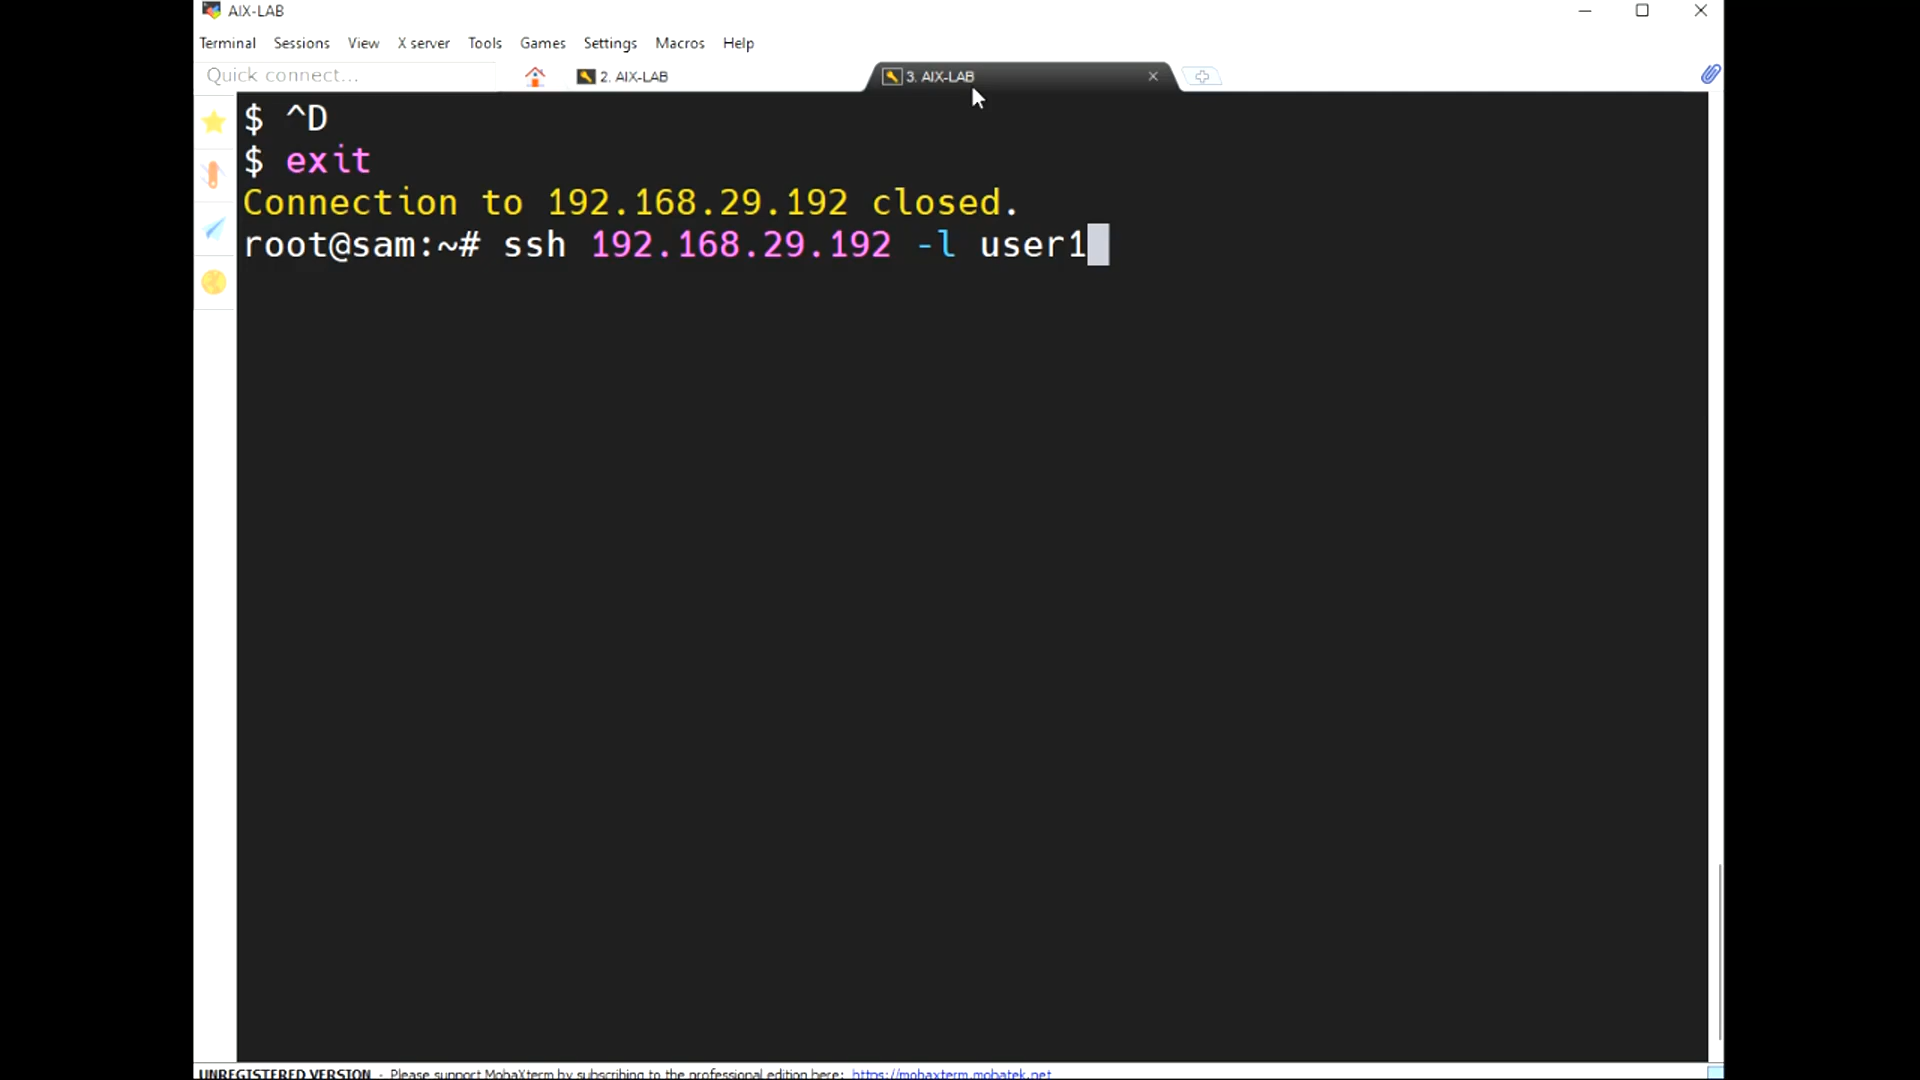 AIX-LAB
Terminal Sessions View X server Tools Games Settings Macros Help
Quick connect... 2. AIX-LAB 3. AIX-LAB
$ ^D
$ exit
Connection to 192.168.29.192 closed.
root@sam:~# ssh 192.168.29.192 -l user1
UNREGISTERED VERSION - Please support MobaXterm by subscribing to the professional edition here: https://mobaxterm.mobatek.net